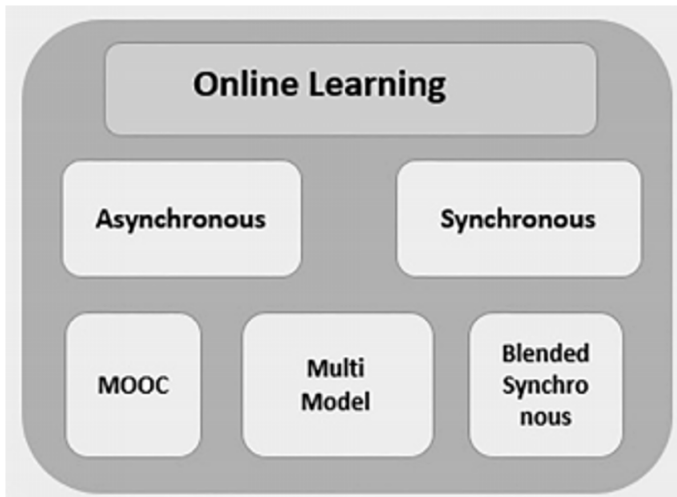 Online Learning
Asynchronous
Synchronous
MOOC
Multi
Model
Blended
Synchro
nous